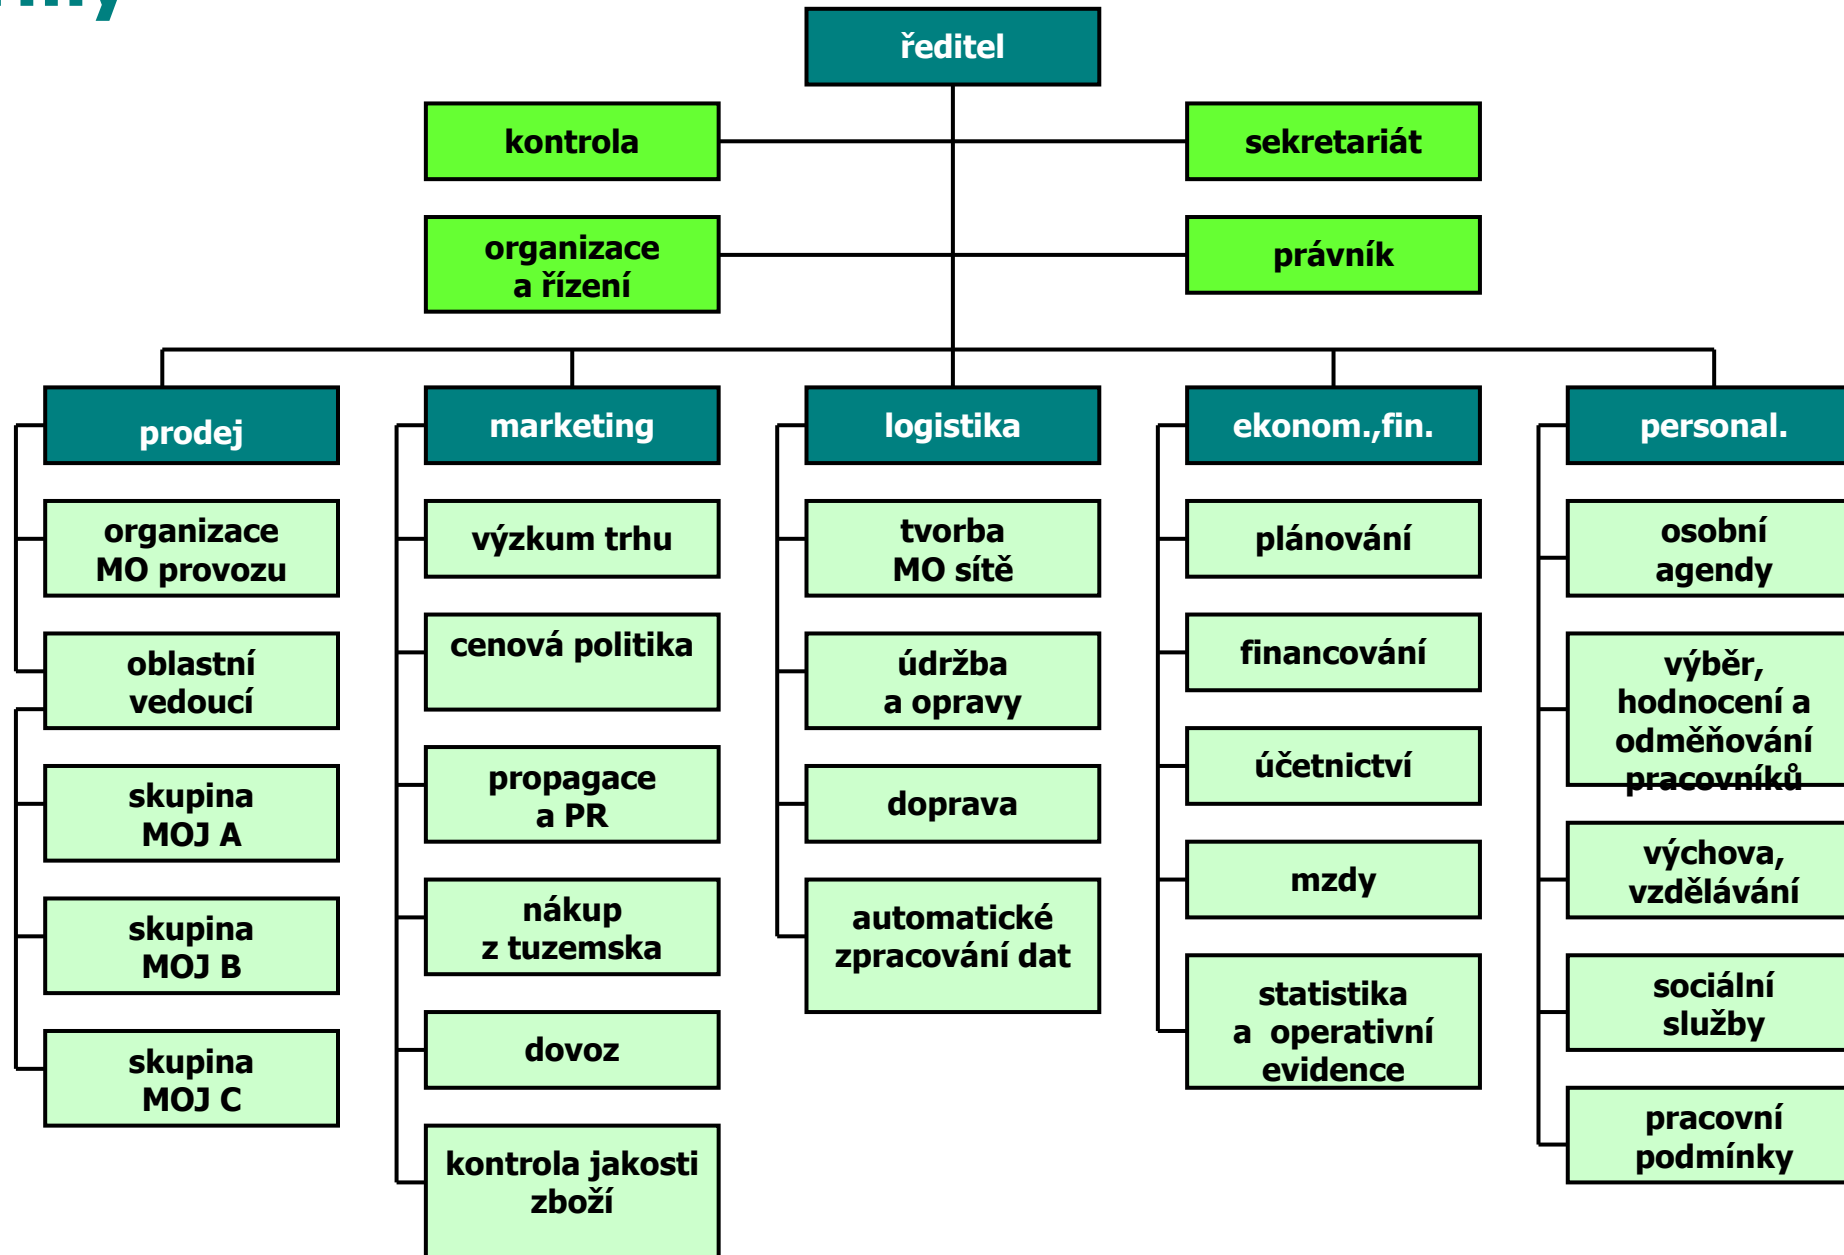 ředitel
kontrola
sekretariát
organizace
a řízení
právník
prodej
marketing
logistika
ekonom.,fin.
personal.
organizace
MO provozu
oblastní
vedoucí
skupina
MOJ A
skupina
MOJ B
skupina
MOJ C
výzkum trhu
cenová politika
propagace
a PR
nákup
z tuzemska
dovoz
kontrola jakosti
zboží
tvorba
MO sítě
údržba
a opravy
doprava
automatické
zpracování dat
plánování
financování
účetnictví
mzdy
statistika
a operativní
evidence
osobní
agendy
výběr,
hodnocení a
odměňování
pracovníků
výchova,
vzdělávání
sociální
služby
pracovní
podmínky